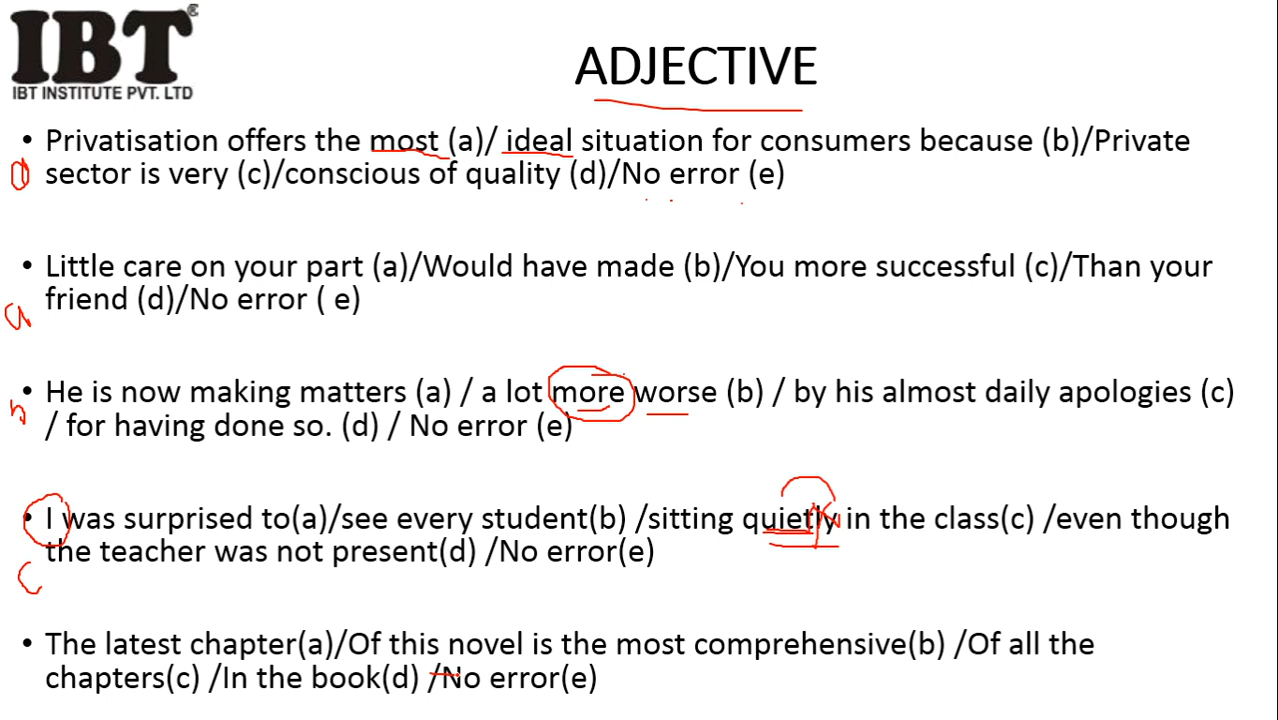 IBT
IBT INSTITUTE PVT. LTD
ADJECTIVE
• Privatisation offers the most (a)/ ideal situation for consumers because (b)/Private
sector is very (c)/conscious of quality (d)/No error (e)
• Little care on your part (a)/Would have made (b)/You more successful (c)/Than your
a
friend (d)/No error ( e)
• He is now making matters (a) / a lot more worse (b) / by his almost daily apologies (c)
b
/ for having done so. (d) / No error (e)
• I was surprised to(a)/see every student(b) /sitting quietly in the class(c) /even though
the teacher was not present(d) /No error(e)
C
• The latest chapter(a)/Of this novel is the most comprehensive(b) /Of all the
chapters(c) /In the book(d) /No error(e)